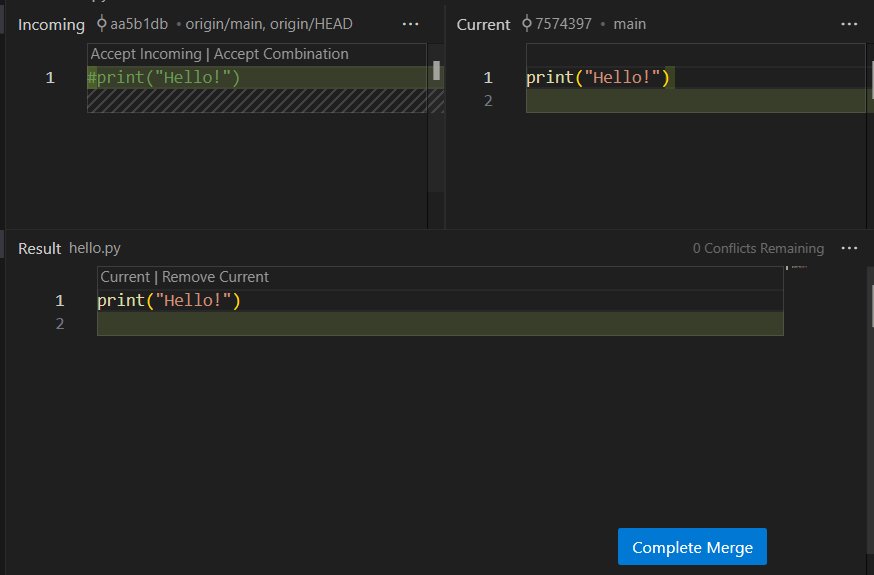 Incoming aa5b1db • origin/main, origin/HEAD ···
Accept Incoming | Accept Combination
1 #print("Hello!")
Current 7574397 • main ···
1 print("Hello!")
2
Result hello.py 0 Conflicts Remaining ···
Current | Remove Current
1 print("Hello!")
2
Complete Merge